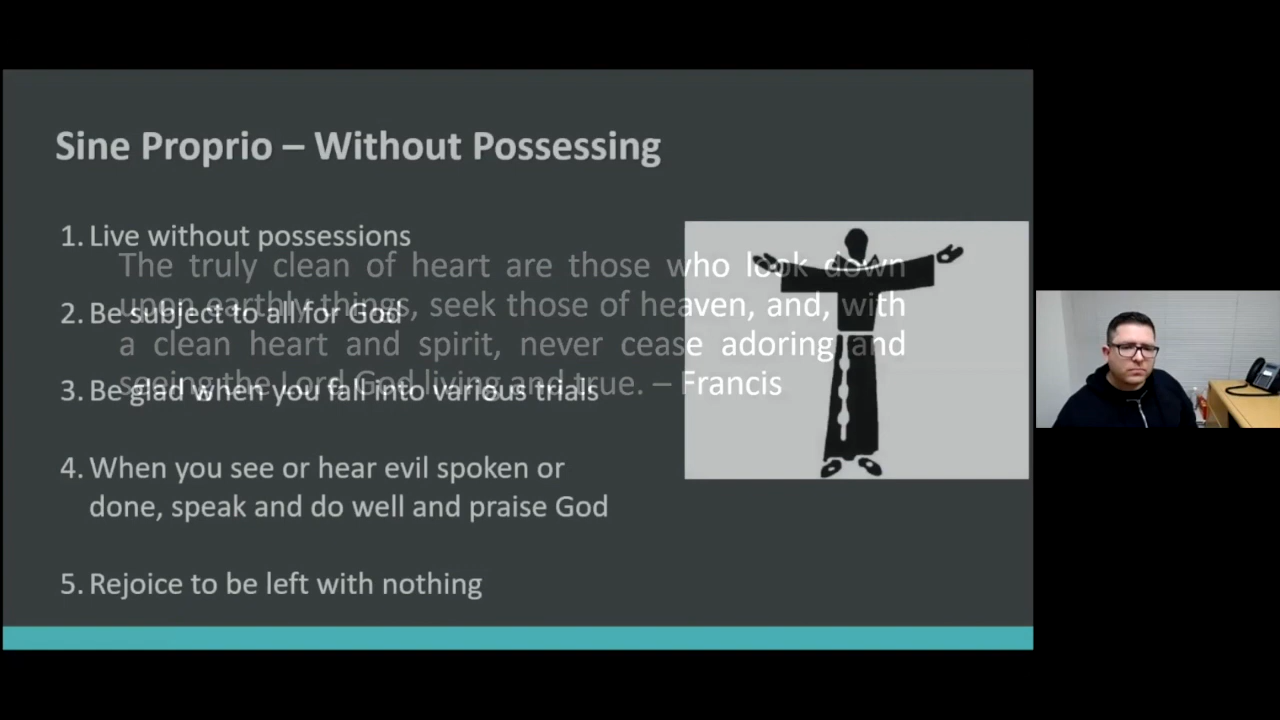 Sine Proprio – Without Possessing
1. Live without possessions
2. Be subject to all for God
3. Be glad when you fall into various trials
4. When you see or hear evil spoken or
done, speak and do well and praise God
5. Rejoice to be left with nothing
The truly clean of heart are those who look down
upon earthly things, seek those of heaven, and, with
a clean heart and spirit, never cease adoring and
seeing the Lord God living and true. – Francis